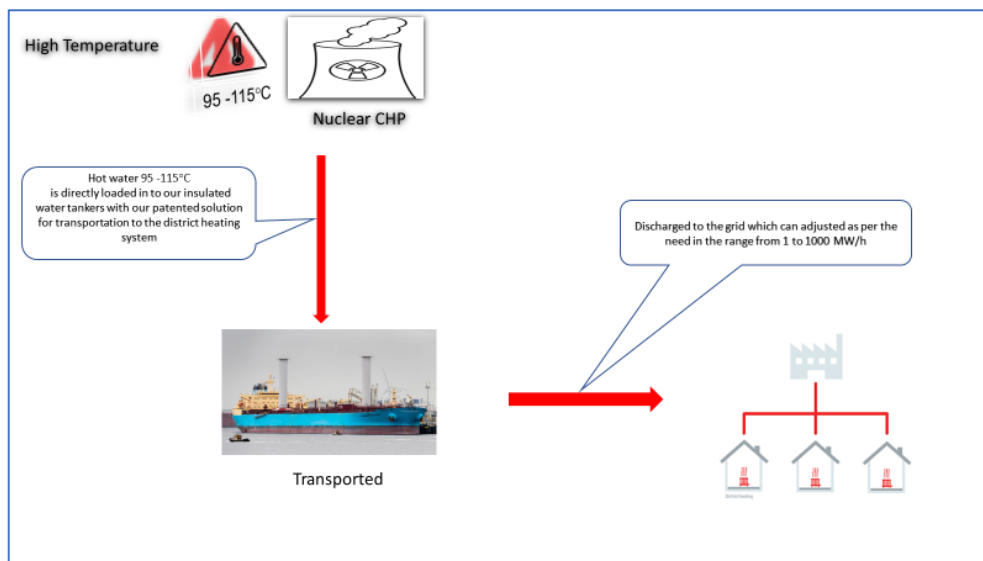 High Temperature
95 -115°C
Nuclear CHP
Hot water 95 -115°C
is directly loaded in to our insulated
water tankers with our patented solution
for transportation to the district heating
system
Discharged to the grid which can adjusted as per the
need in the range from 1 to 1000 MW/h
Transported
District heating